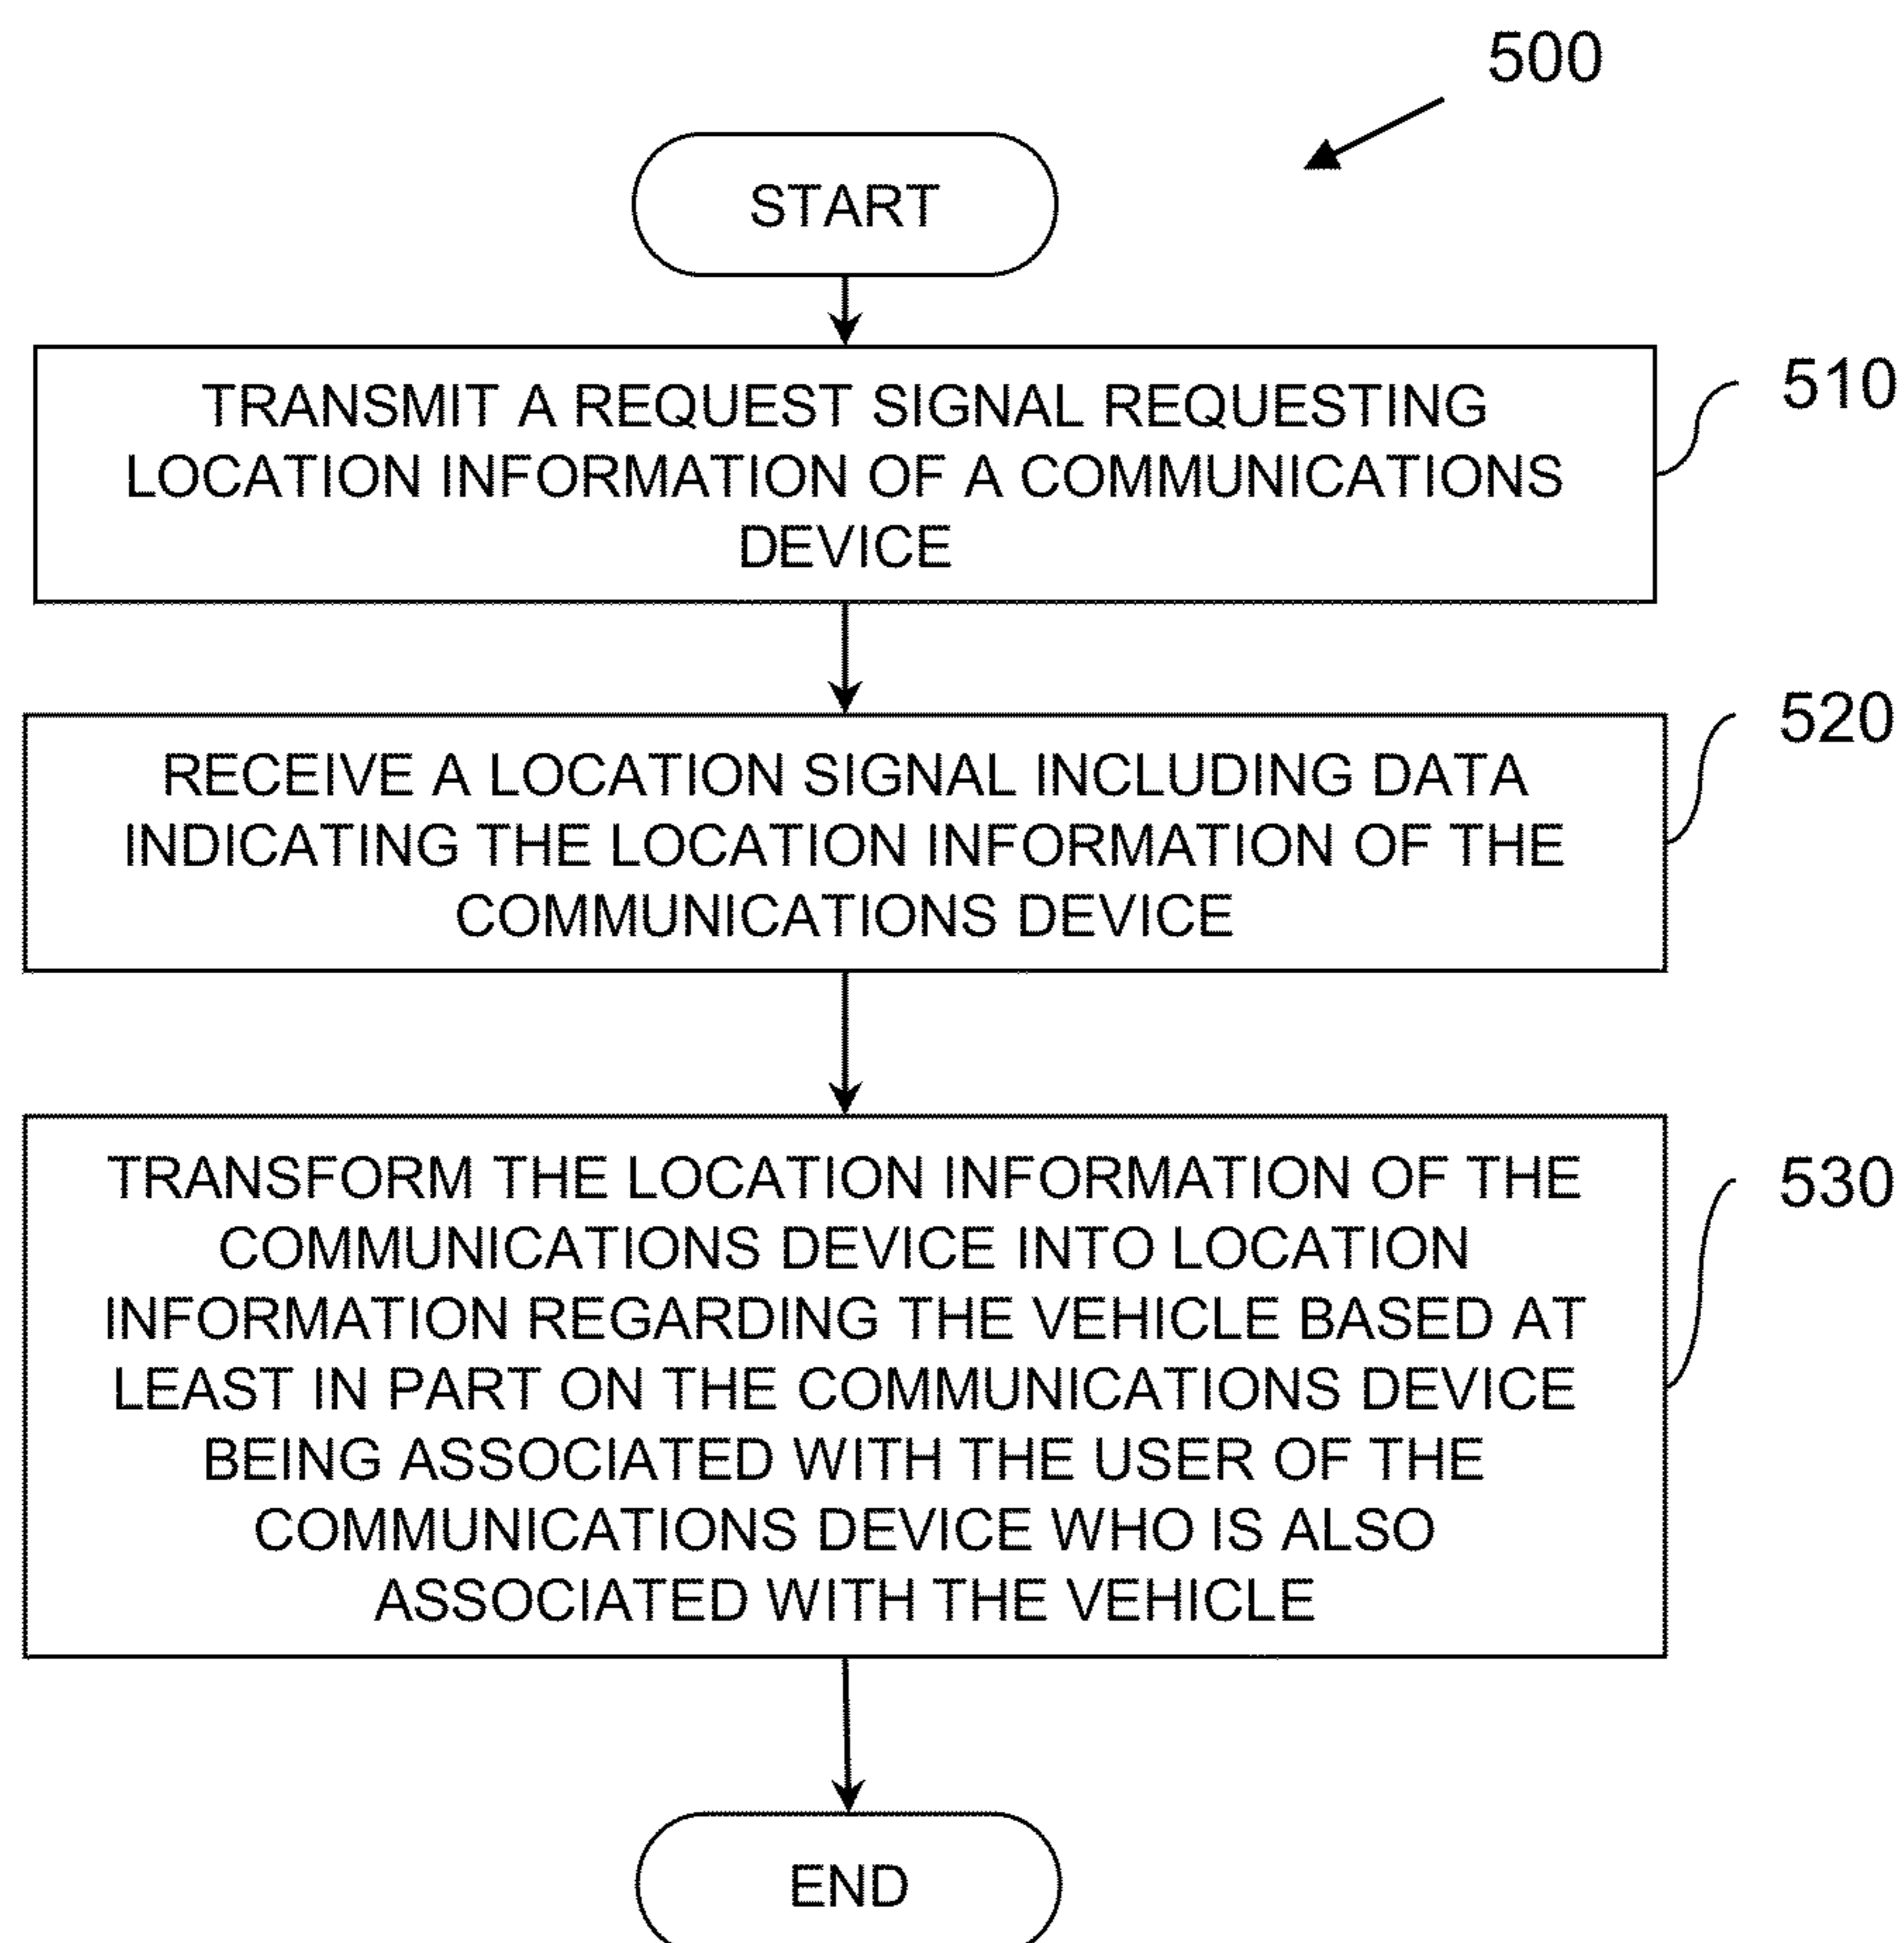 500
START
TRANSMIT A REQUEST SIGNAL REQUESTING
LOCATION INFORMATION OF A COMMUNICATIONS
DEVICE
510
RECEIVE A LOCATION SIGNAL INCLUDING DATA
INDICATING THE LOCATION INFORMATION OF THE
COMMUNICATIONS DEVICE
520
TRANSFORM THE LOCATION INFORMATION OF THE
COMMUNICATIONS DEVICE INTO LOCATION
INFORMATION REGARDING THE VEHICLE BASED AT
LEAST IN PART ON THE COMMUNICATIONS DEVICE
BEING ASSOCIATED WITH THE USER OF THE
COMMUNICATIONS DEVICE WHO IS ALSO
ASSOCIATED WITH THE VEHICLE
530
END